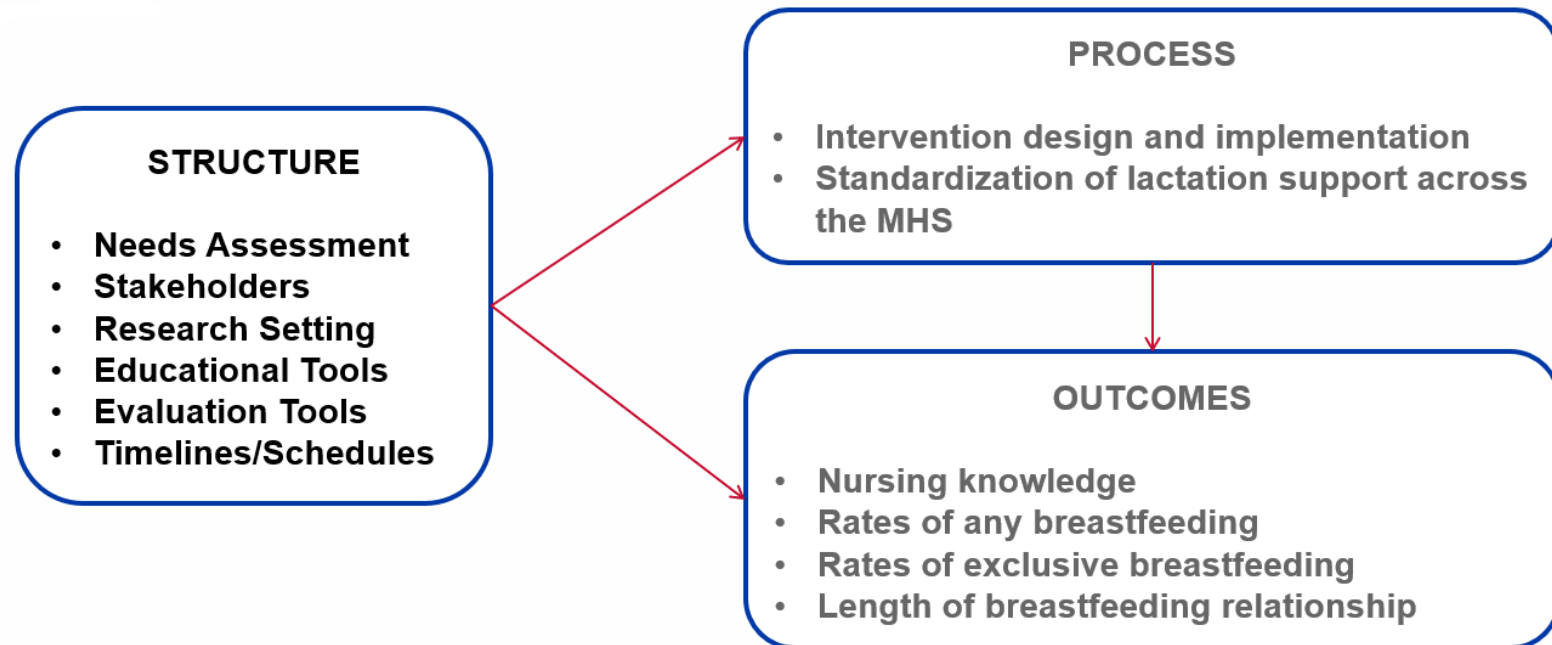 STRUCTURE
• Needs Assessment
• Stakeholders
• Research Setting
• Educational Tools
• Evaluation Tools
• Timelines/Schedules
PROCESS
• Intervention design and implementation
• Standardization of lactation support across
the MHS
OUTCOMES
• Nursing knowledge
• Rates of any breastfeeding
• Rates of exclusive breastfeeding
• Length of breastfeeding relationship